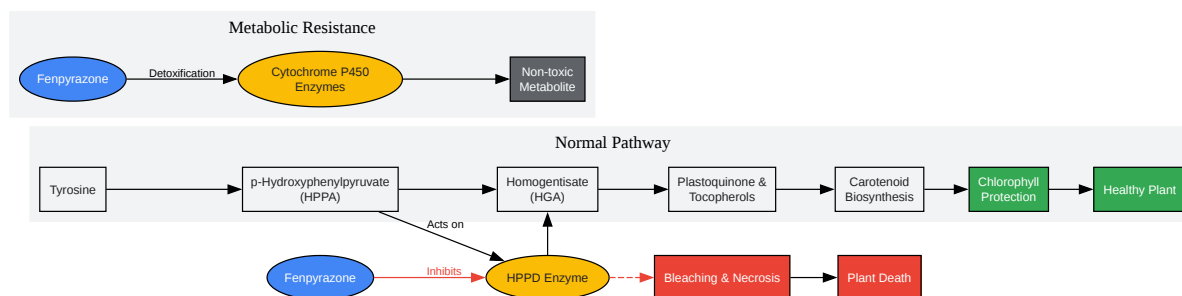 Metabolic Resistance
Fenpyrazone
Detoxification
Cytochrome P450
Enzymes
Non-toxic
Metabolite
Normal Pathway
Tyrosine
p-Hydroxyphenylpyruvate
(HPPA)
Homogentisate
(HGA)
Plastoquinone &
Tocopherols
Carotenoid
Biosynthesis
Chlorophyll
Protection
Healthy Plant
Acts on
Fenpyrazone
Inhibits
HPPD Enzyme
Bleaching & Necrosis
Plant Death